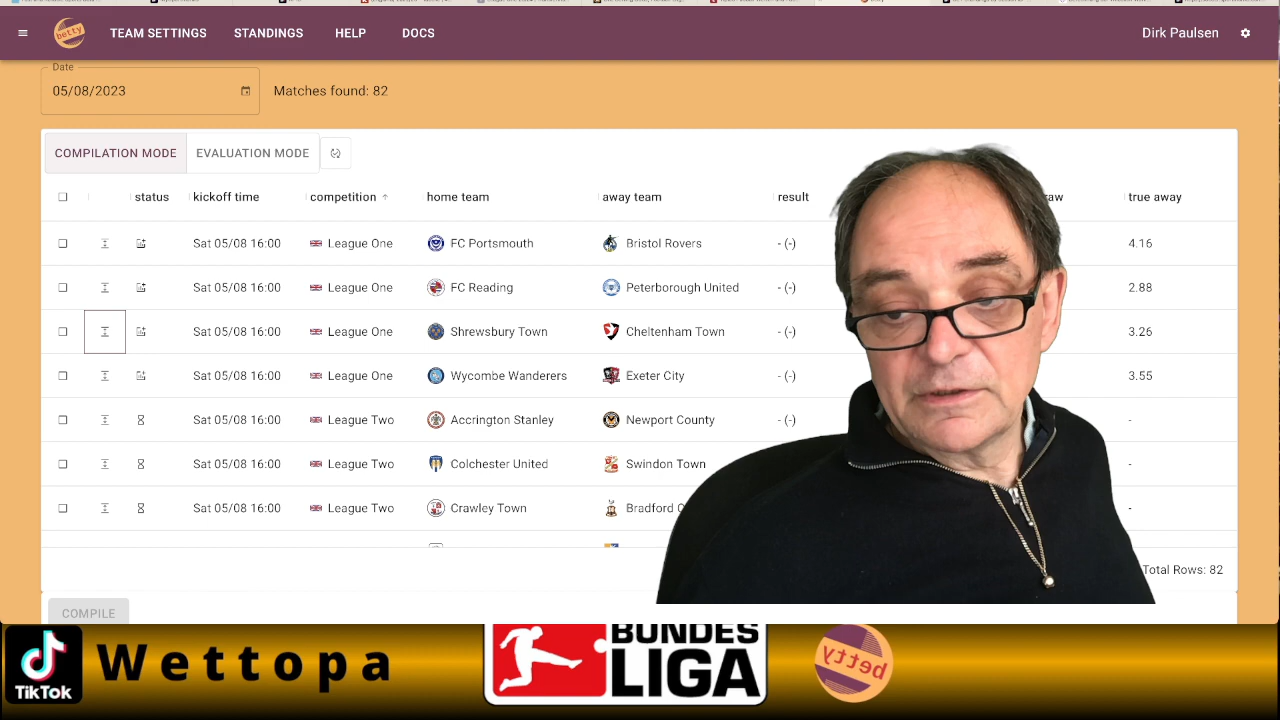 betty TEAM SETTINGS STANDINGS HELP DOCS Dirk Paulsen
Date
05/08/2023 Matches found: 82
COMPILATION MODE EVALUATION MODE
status kickoff time competition home team away team result raw true away
Sat 05/08 16:00 League One FC Portsmouth Bristol Rovers - (-) 4.16
Sat 05/08 16:00 League One FC Reading Peterborough United - (-) 2.88
Sat 05/08 16:00 League One Shrewsbury Town Cheltenham Town - (-) 3.26
Sat 05/08 16:00 League One Wycombe Wanderers Exeter City - (-) 3.55
Sat 05/08 16:00 League Two Accrington Stanley Newport County - (-) -
Sat 05/08 16:00 League Two Colchester United Swindon Town -
Sat 05/08 16:00 League Two Crawley Town Bradford C -
Total Rows: 82
COMPILE
TikTok Wettopa BUNDES LIGA betty